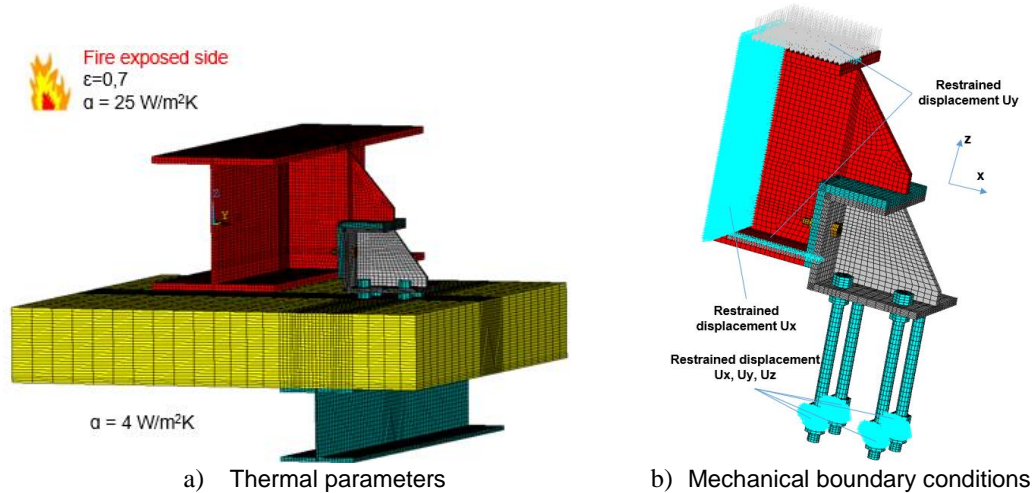 Fire exposed side
ε=0,7
α = 25 W/m²K
Z
Y
α = 4 W/m²K
a) Thermal parameters
Restrained
displacement Uy
z
x
Restrained
displacement Ux
Restrained displacement
Ux, Uy, Uz
b) Mechanical boundary conditions